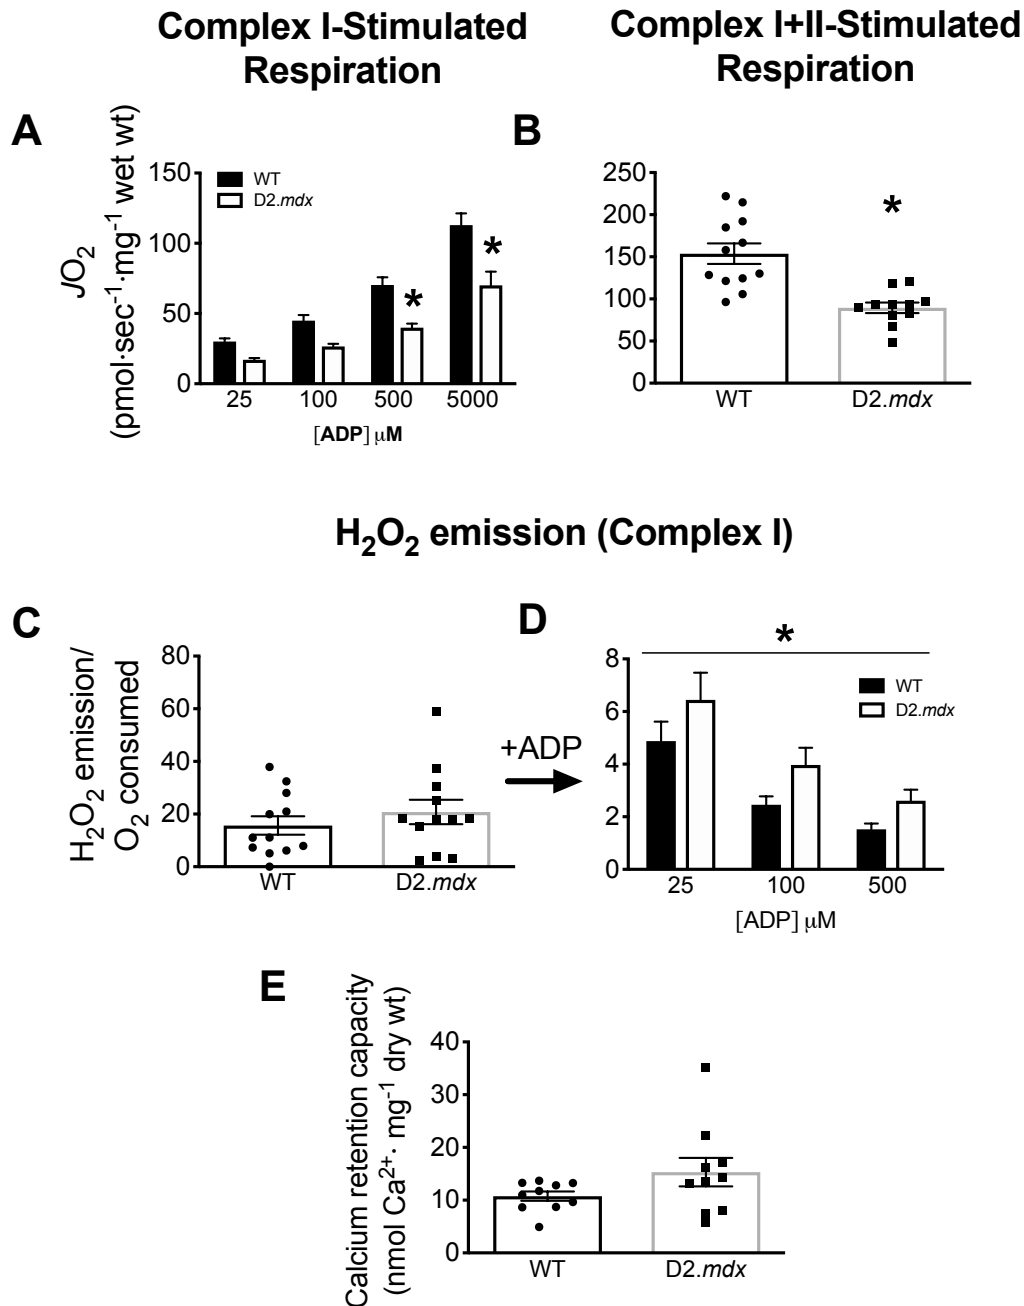 Complex I-Stimulated
Respiration
Complex I+II-Stimulated
Respiration
A
JO₂
(pmol·sec⁻¹·mg⁻¹ wet wt)
150
100
50
0
WT
D2.mdx
*
*
25 100 500 5000
[ADP] μM
B
250
200
150
100
50
0
*
WT D2.mdx
H₂O₂ emission (Complex I)
C
H₂O₂ emission/
O₂ consumed
80
60
40
20
0
WT D2.mdx
+ADP
D
*
8
6
4
2
0
WT
D2.mdx
25 100 500
[ADP] μM
E
Calcium retention capacity
(nmol Ca²⁺· mg⁻¹ dry wt)
40
30
20
10
0
WT D2.mdx